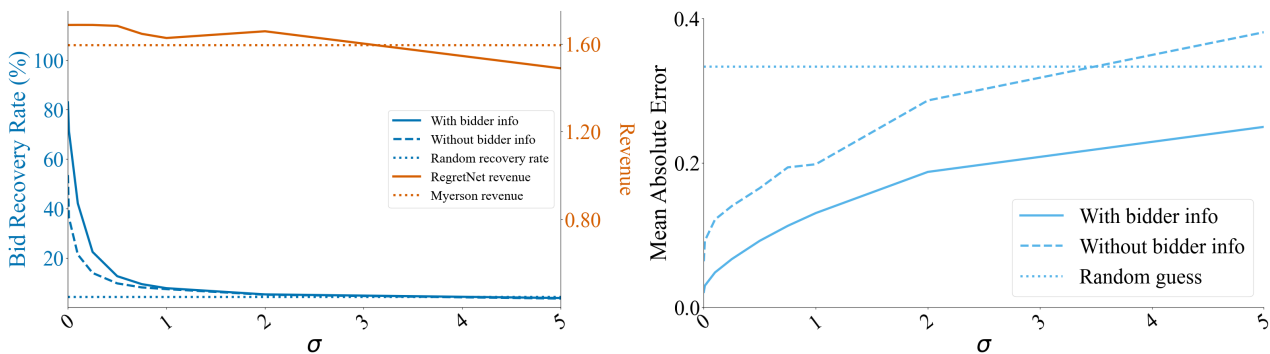 Bid Recovery Rate (%)
100
80
60
40
20
0
1
2
3
4
5
σ
1.60
1.20
0.80
Revenue
With bidder info
Without bidder info
Random recovery rate
RegretNet revenue
Myerson revenue
Mean Absolute Error
0.4
0.2
0.0
0
1
2
3
4
5
σ
With bidder info
Without bidder info
Random guess